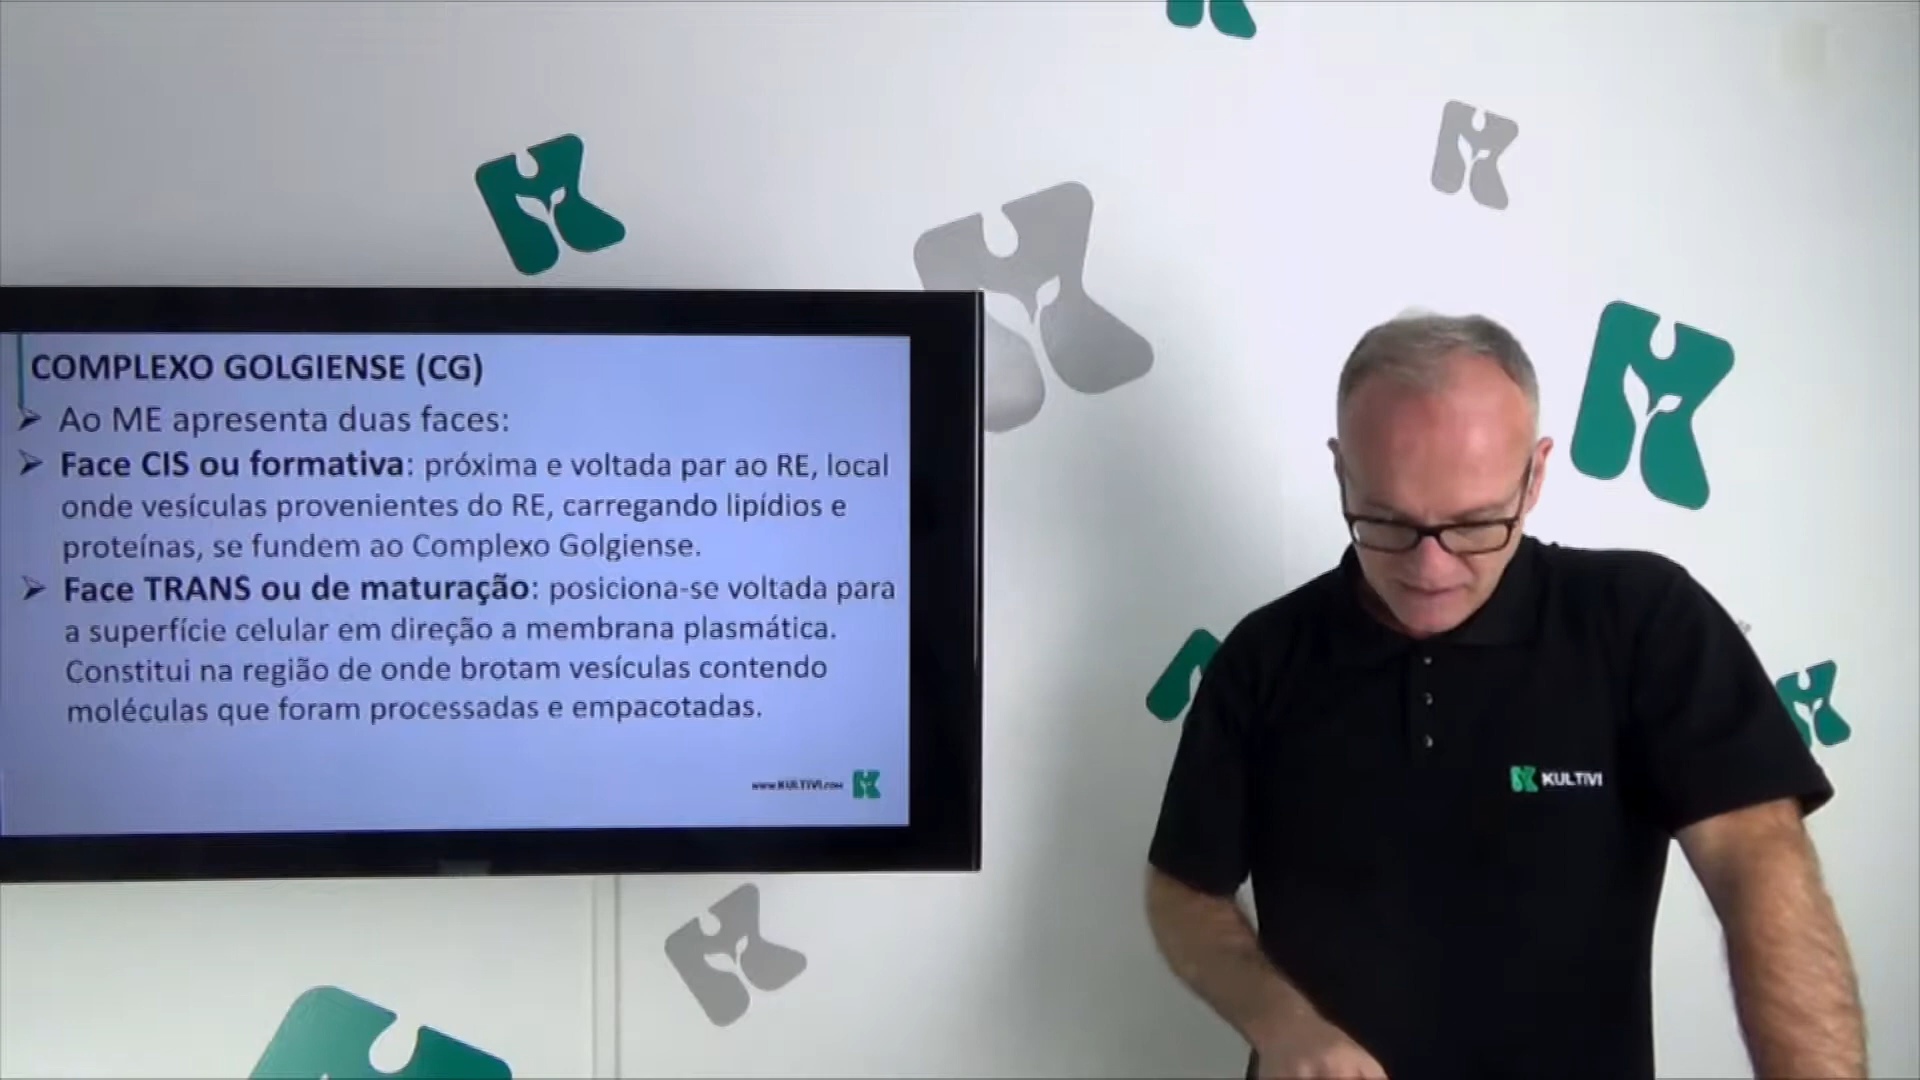 COMPLEXO GOLGIENSE (CG)
Ao ME apresenta duas faces:
Face CIS ou formativa: próxima e voltada par ao RE, local
onde vesículas provenientes do RE, carregando lipídios e
proteínas, se fundem ao Complexo Golgiense.
Face TRANS ou de maturação: posiciona-se voltada para
a superfície celular em direção a membrana plasmática.
Constitui na região de onde brotam vesículas contendo
moléculas que foram processadas e empacotadas.
www.KULTIVI.com
KULTIVI